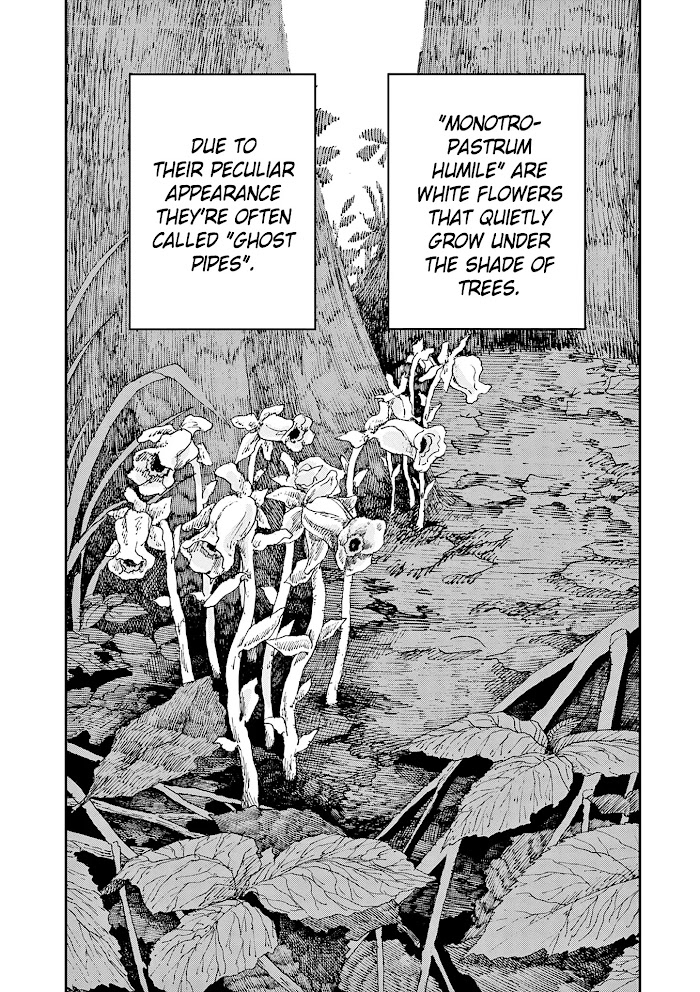 "MONOTRO-
PASTRUM
HUMILE" ARE
WHITE FLOWERS
THAT QUIETLY
GROW UNDER
THE SHADE OF
TREES.
DUE TO
THEIR PECULIAR
APPEARANCE
THEY'RE OFTEN
CALLED "GHOST
PIPES".